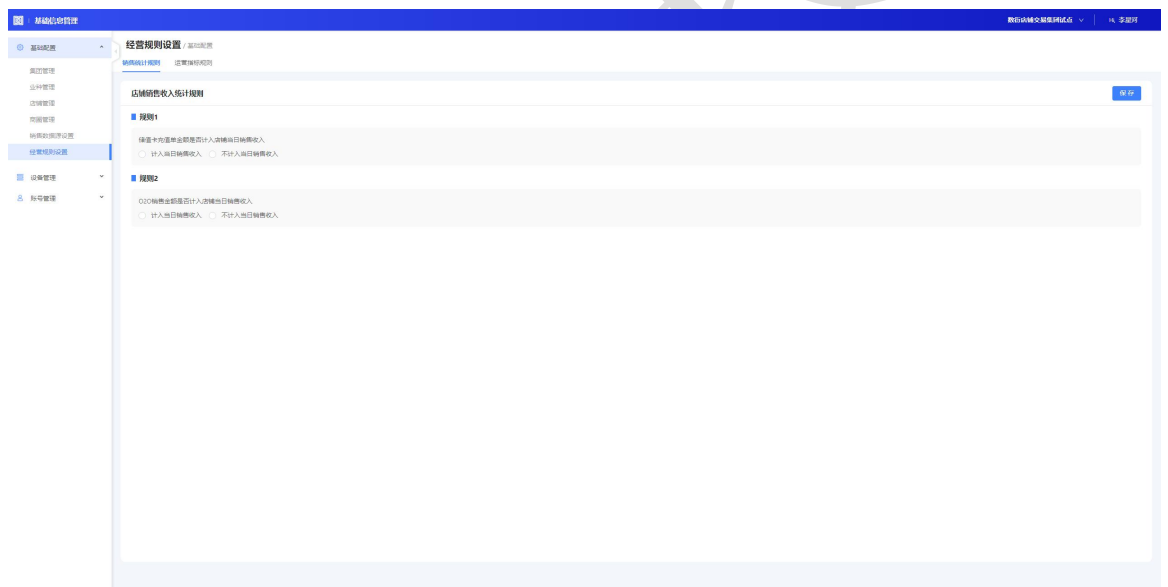 基础信息管理
数百店铺交易集团试点
Hi, 李星河
基础配置
集团管理
业种管理
店铺管理
商圈管理
销售数据源设置
经营规则设置
设备管理
账号管理
经营规则设置 / 基础配置
销售统计规则
运营指标规则
店铺销售收入统计规则
保存
规则1
储值卡充值单金额是否计入店铺当日销售收入
计入当日销售收入
不计入当日销售收入
规则2
O2O销售金额是否计入店铺当日销售收入
计入当日销售收入
不计入当日销售收入